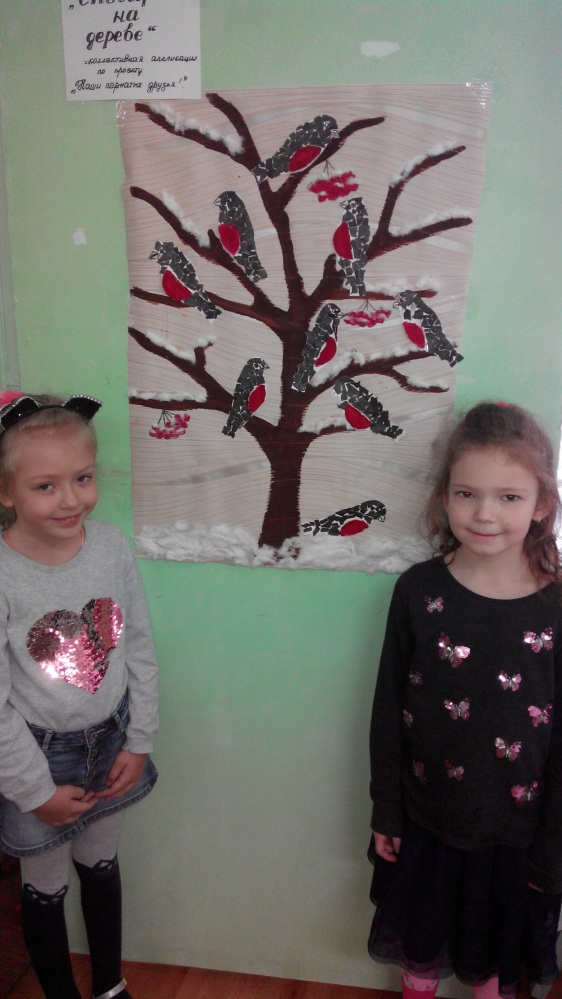 на
дереве“
коллективная аппликация
по проекту
„Наши пернатые друзья!“